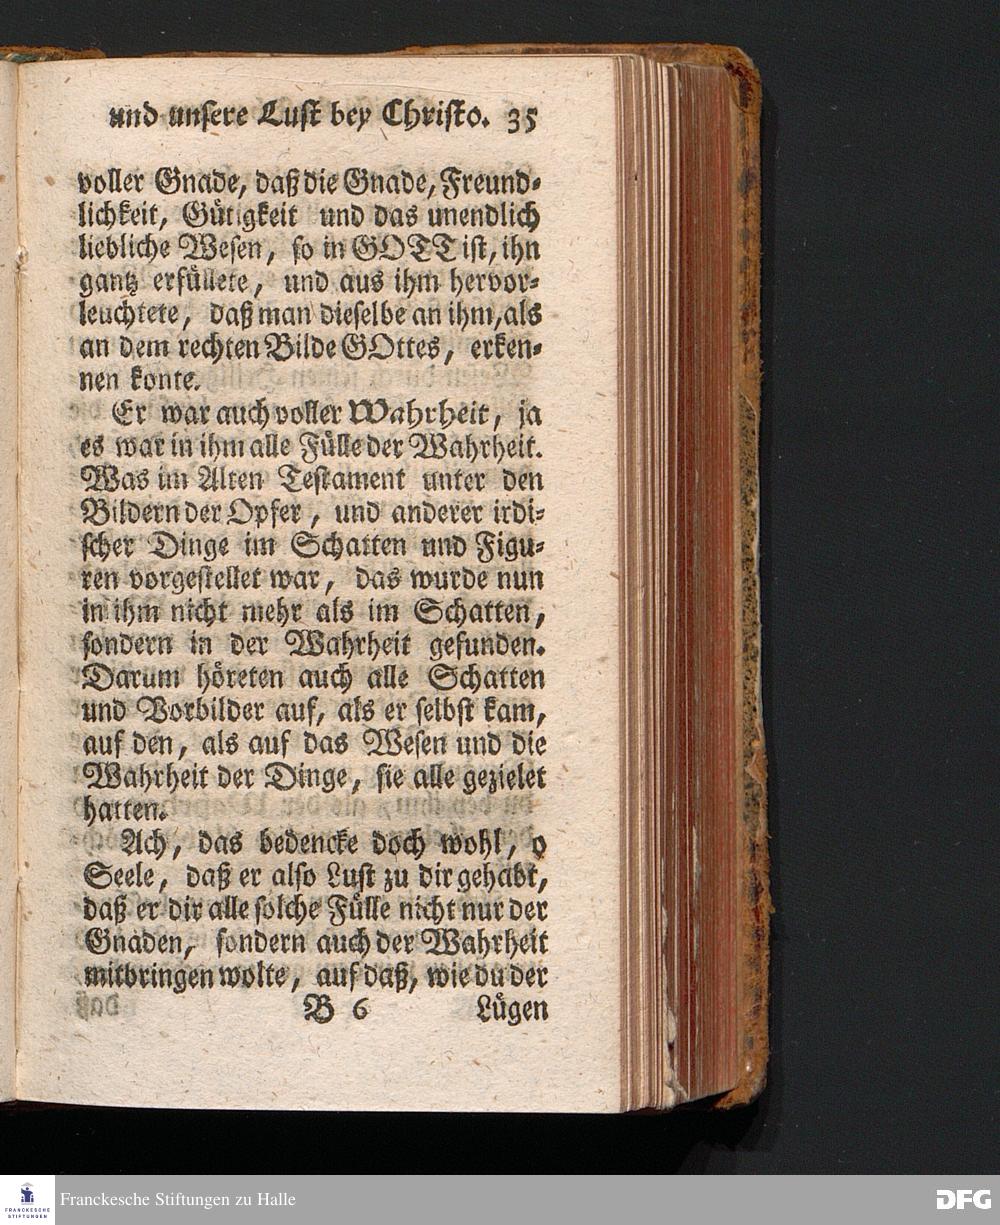 und unsere Lust bey Christo. 35
voller Gnade, daß die Gnade, Freund-
lichkeit, Gütigkeit und das unendlich
liebliche Wesen, so in GOTT ist, ihn
gantz erfüllete, und aus ihm hervor-
leuchtete, daß man dieselbe an ihm, als
an dem rechten Bilde GOttes, erken-
nen konte.
Er war auch voller Wahrheit, ja
es war in ihm alle Fülle der Wahrheit.
Was im Alten Testament unter den
Bildern der Opfer, und anderer irdi-
scher Dinge im Schatten und Figu-
ren vorgestellet war, das wurde nun
in ihm nicht mehr als im Schatten,
sondern in der Wahrheit gefunden.
Darum höreten auch alle Schatten
und Vorbilder auf, als er selbst kam,
auf den, als auf das Wesen und die
Wahrheit der Dinge, sie alle gezielet
hatten.
Ach, das bedencke doch wohl, o
Seele, daß er also Lust zu dir gehabt,
daß er dir alle solche Fülle nicht nur der
Gnaden, sondern auch der Wahrheit
mitbringen wolte, auf daß, wie du der
B 6 Lügen
FRANCKESCHE
STIFTUNGEN
Franckesche Stiftungen zu Halle
DFG